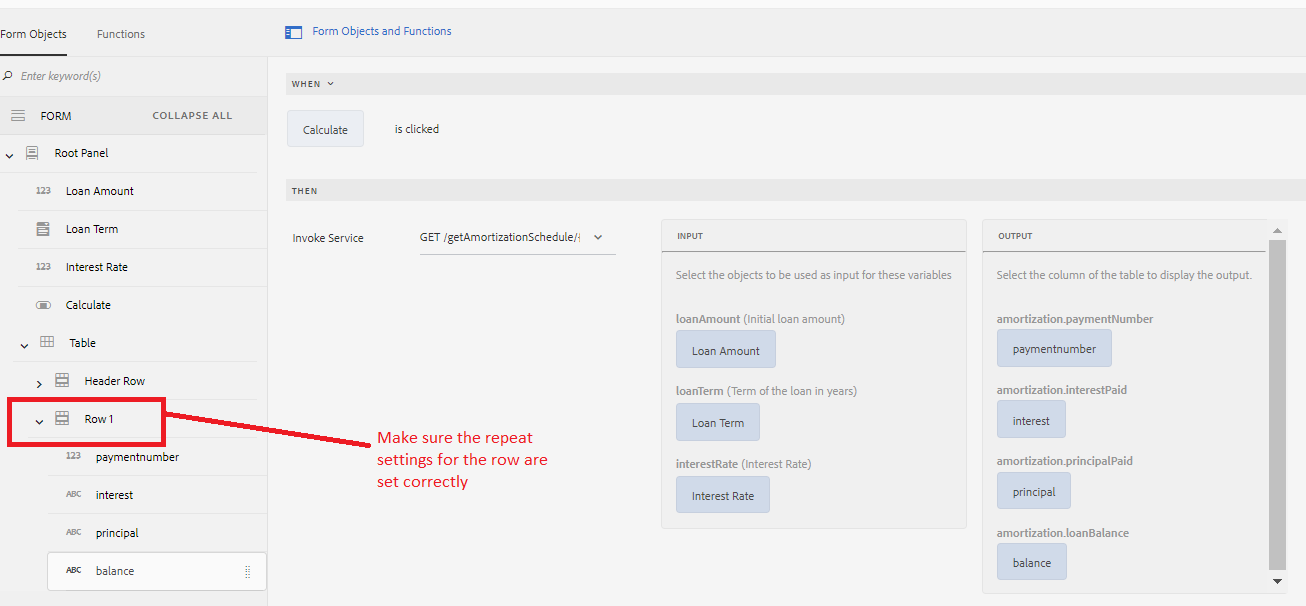 Form Objects
Functions
Form Objects and Functions
Enter keyword(s)
FORM
COLLAPSE ALL
Root Panel
123 Loan Amount
Loan Term
123 Interest Rate
Calculate
Table
Header Row
Row 1
123 paymentnumber
ABC interest
ABC principal
ABC balance
WHEN
Calculate
is clicked
THEN
Invoke Service
GET /getAmortizationSchedule/
INPUT
Select the objects to be used as input for these variables
loanAmount (Initial loan amount)
Loan Amount
loanTerm (Term of the loan in years)
Loan Term
interestRate (Interest Rate)
Interest Rate
OUTPUT
Select the column of the table to display the output.
amortization.paymentNumber
paymentnumber
amortization.interestPaid
interest
amortization.principalPaid
principal
amortization.loanBalance
balance
Make sure the repeat
settings for the row are
set correctly